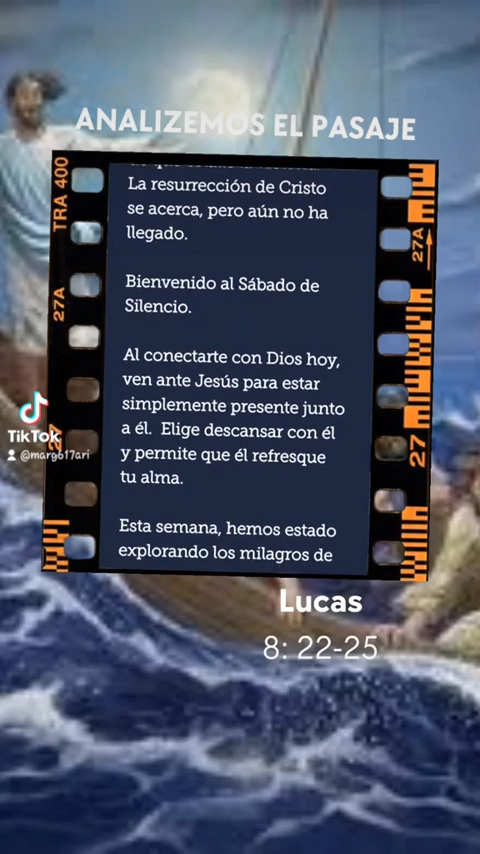 ANALIZEMOS EL PASAJE
TRA 400
27A
La resurrección de Cristo
se acerca, pero aún no ha
llegado.
Bienvenido al Sábado de
Silencio.
Al conectarte con Dios hoy,
ven ante Jesús para estar
simplemente presente junto
a él. Elige descansar con él
y permite que él refresque
tu alma.
Esta semana, hemos estado
explorando los milagros de
27A
27
27
TikTok
@marg617ari
Lucas
8: 22-25